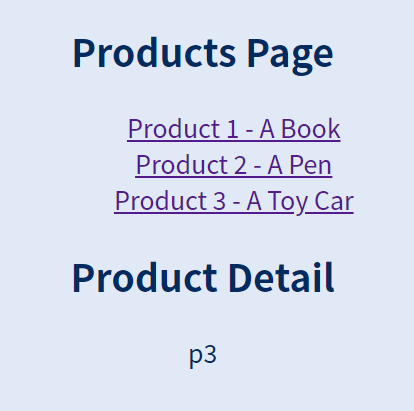 Products Page
Product 1 - A Book
Product 2 - A Pen
Product 3 - A Toy Car
Product Detail
p3